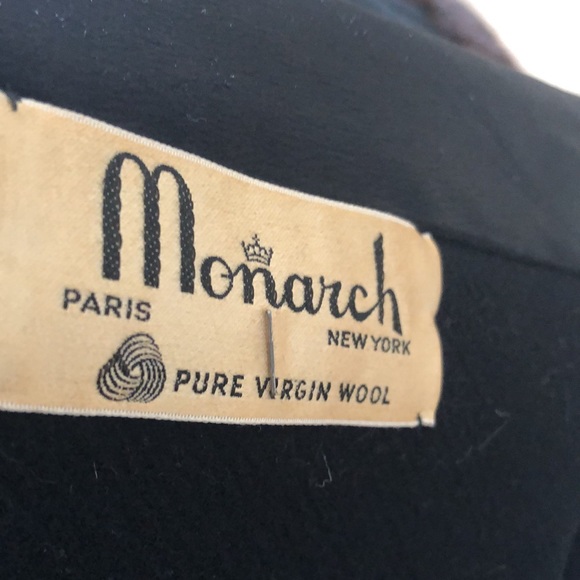 Monarch
PARIS
NEW YORK
PURE VIRGIN WOOL